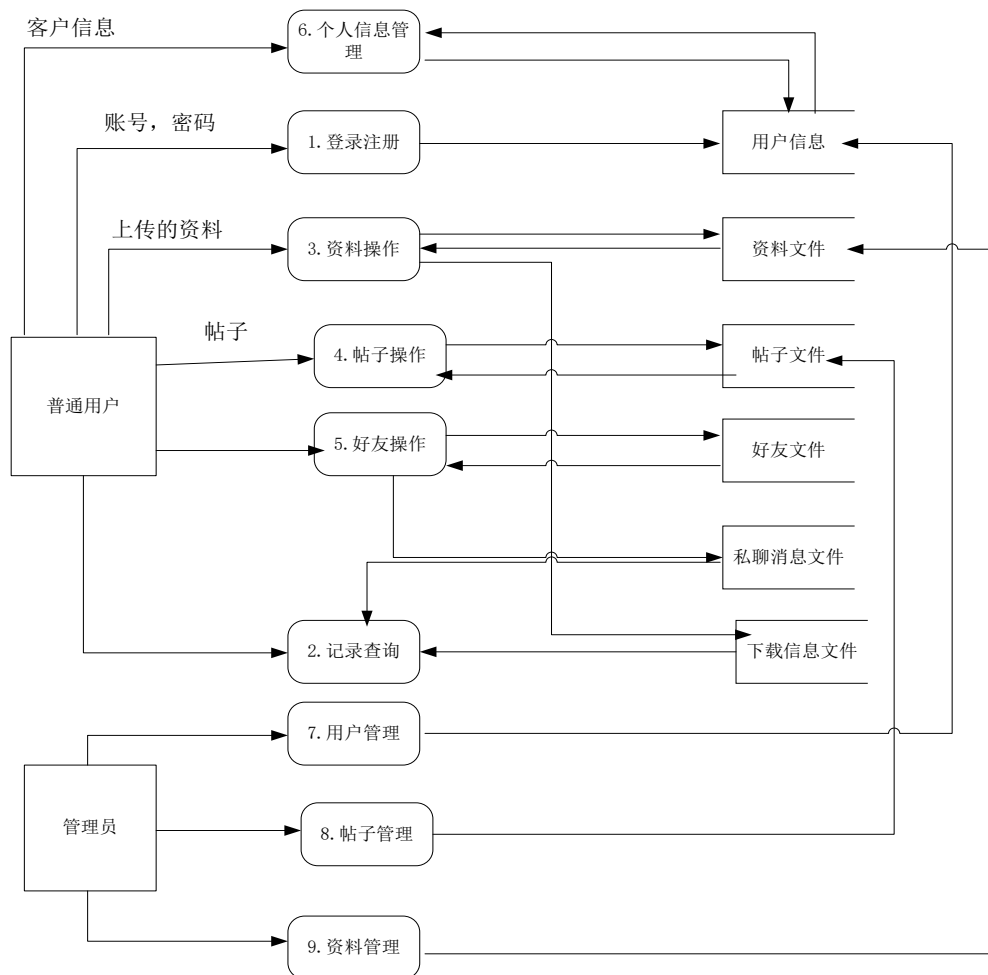 客户信息
6.个人信息管
理
账号，密码
1.登录注册
用户信息
上传的资料
3.资料操作
资料文件
帖子
4.帖子操作
帖子文件
普通用户
5.好友操作
好友文件
私聊消息文件
2.记录查询
下载信息文件
7.用户管理
管理员
8.帖子管理
9.资料管理